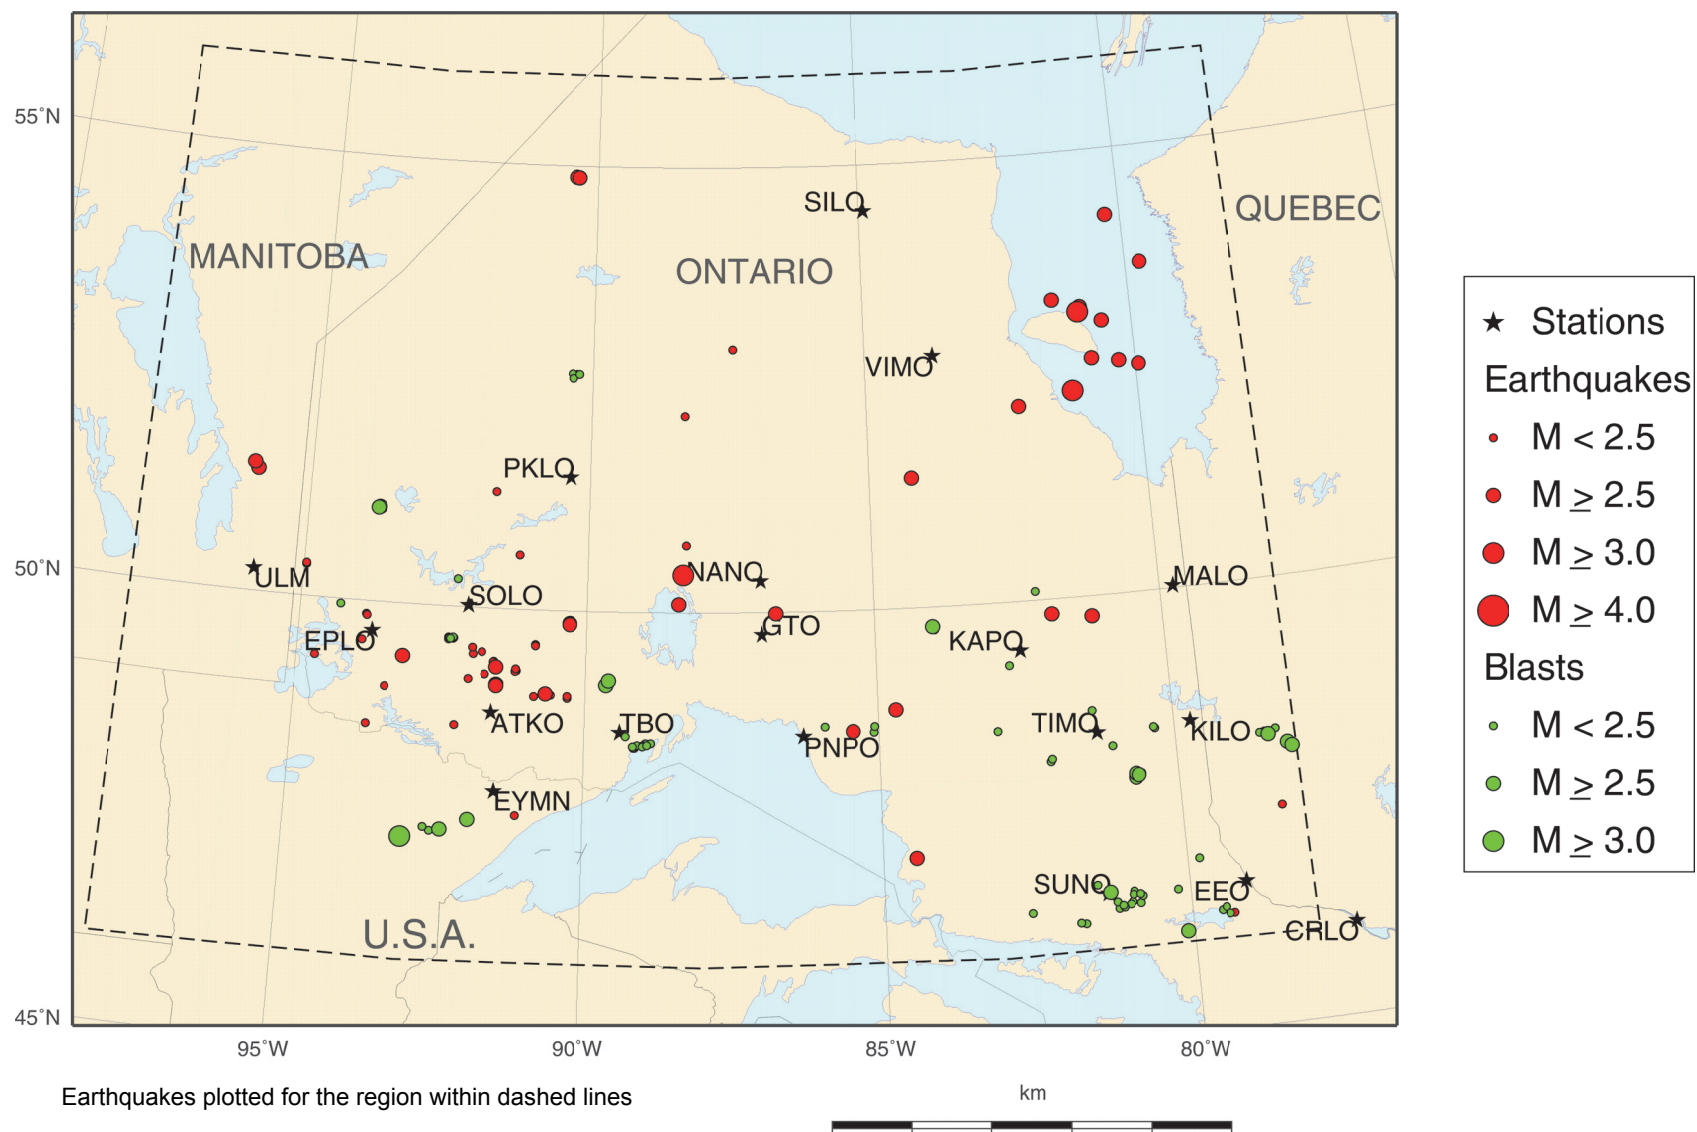 55°N
SILO
QUEBEC
MANITOBA
ONTARIO
Stations
VIMO
Earthquakes
M < 2.5
PKLO
M ≥ 2.5
M ≥ 3.0
50°N
ULM
NANO
MALO
SOLO
M ≥ 4.0
EPLO
GTO
KAPO
Blasts
ATKO
TBO
PNPO
TIMO
KILO
M < 2.5
EYMN
M ≥ 2.5
M ≥ 3.0
SUNO
EEO
U.S.A.
CRLO
45°N
95°W
90°W
85°W
80°W
Earthquakes plotted for the region within dashed lines
km